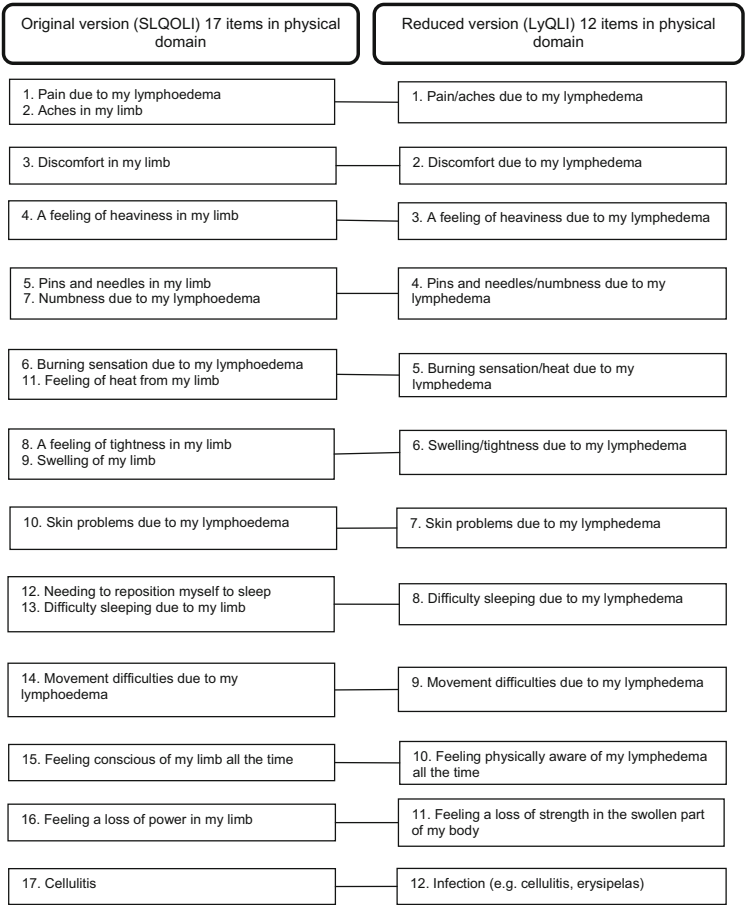 Original version (SLQOLI) 17 items in physical
domain
Reduced version (LyQLI) 12 items in physical
domain
1. Pain due to my lymphoedema
2. Aches in my limb
1. Pain/aches due to my lymphedema
3. Discomfort in my limb
2. Discomfort due to my lymphedema
4. A feeling of heaviness in my limb
3. A feeling of heaviness due to my lymphedema
5. Pins and needles in my limb
7. Numbness due to my lymphoedema
4. Pins and needles/numbness due to my
lymphedema
6. Burning sensation due to my lymphoedema
11. Feeling of heat from my limb
5. Burning sensation/heat due to my
lymphedema
8. A feeling of tightness in my limb
9. Swelling of my limb
6. Swelling/tightness due to my lymphedema
10. Skin problems due to my lymphoedema
7. Skin problems due to my lymphedema
12. Needing to reposition myself to sleep
13. Difficulty sleeping due to my limb
8. Difficulty sleeping due to my lymphedema
14. Movement difficulties due to my
lymphoedema
9. Movement difficulties due to my lymphedema
15. Feeling conscious of my limb all the time
10. Feeling physically aware of my lymphedema
all the time
16. Feeling a loss of power in my limb
11. Feeling a loss of strength in the swollen part
of my body
17. Cellulitis
12. Infection (e.g. cellulitis, erysipelas)